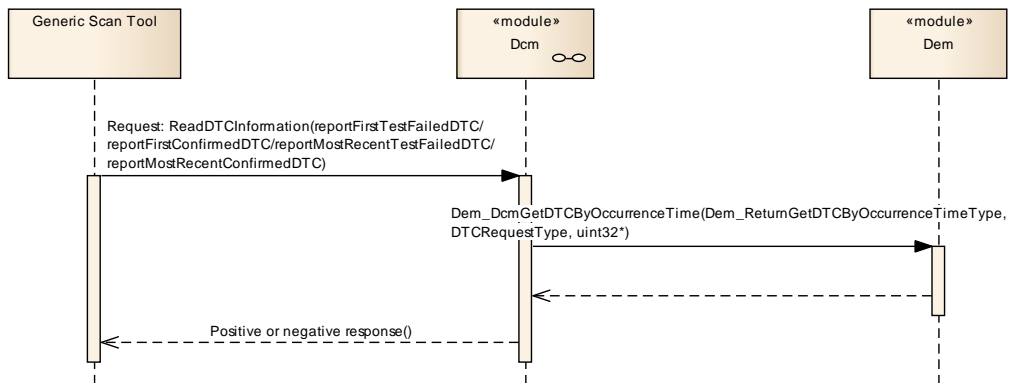 Generic Scan Tool
«module»
Dcm
«module»
Dem
Request: ReadDTCInformation(reportFirstTestFailedDTC/
reportFirstConfirmedDTC/reportMostRecentTestFailedDTC/
reportMostRecentConfirmedDTC)
Dem_DcmGetDTCByOccurrenceTime(Dem_ReturnGetDTCByOccurrenceTimeType,
DTCRequestType, uint32*)
Positive or negative response()